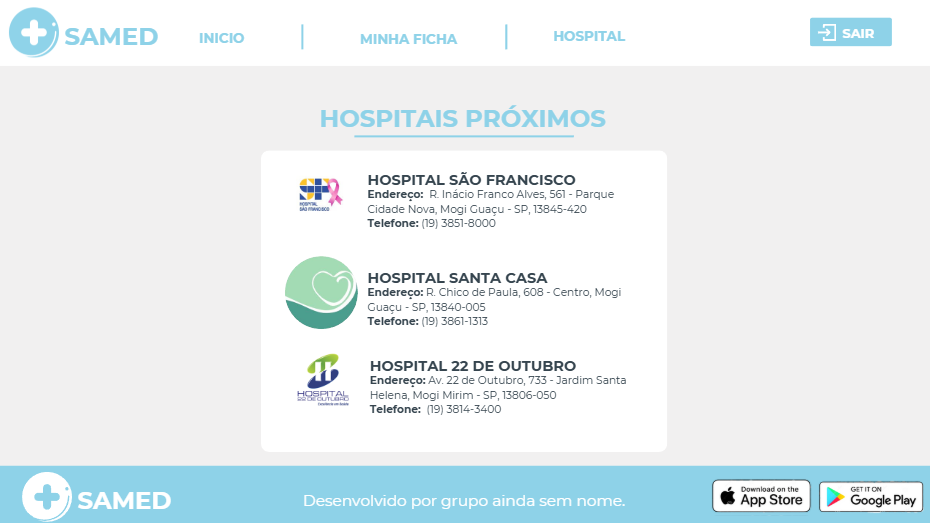 SAMED
INICIO
MINHA FICHA
HOSPITAL
SAIR
HOSPITAIS PRÓXIMOS
HOSPITAL
SÃO FRANCISCO
HOSPITAL SÃO FRANCISCO
Endereço: R. Inácio Franco Alves, 561 - Parque
Cidade Nova, Mogi Guaçu - SP, 13845-420
Telefone: (19) 3851-8000
HOSPITAL SANTA CASA
Endereço: R. Chico de Paula, 608 - Centro, Mogi
Guaçu - SP, 13840-005
Telefone: (19) 3861-1313
HOSPITAL
22 DE OUTUBRO
HOSPITAL 22 DE OUTUBRO
Endereço: Av. 22 de Outubro, 733 - Jardim Santa
Helena, Mogi Mirim - SP, 13806-050
Telefone: (19) 3814-3400
SAMED
Desenvolvido por grupo ainda sem nome.
Download on the
App Store
GET IT ON
Google Play